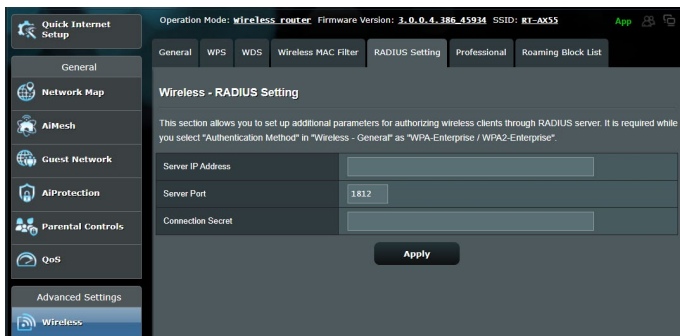 Quick Internet
Setup
Operation Mode: Wireless router Firmware Version: 3.0.0.4.386_45934 SSID: RT-AX55 App
General WPS WDS Wireless MAC Filter RADIUS Setting Professional Roaming Block List
General
Network Map
AiMesh
Guest Network
AiProtection
Parental Controls
QoS
Advanced Settings
Wireless
Wireless - RADIUS Setting
This section allows you to set up additional parameters for authorizing wireless clients through RADIUS server. It is required while
you select "Authentication Method" in "Wireless - General" as "WPA-Enterprise / WPA2-Enterprise".
Server IP Address
Server Port 1812
Connection Secret
Apply